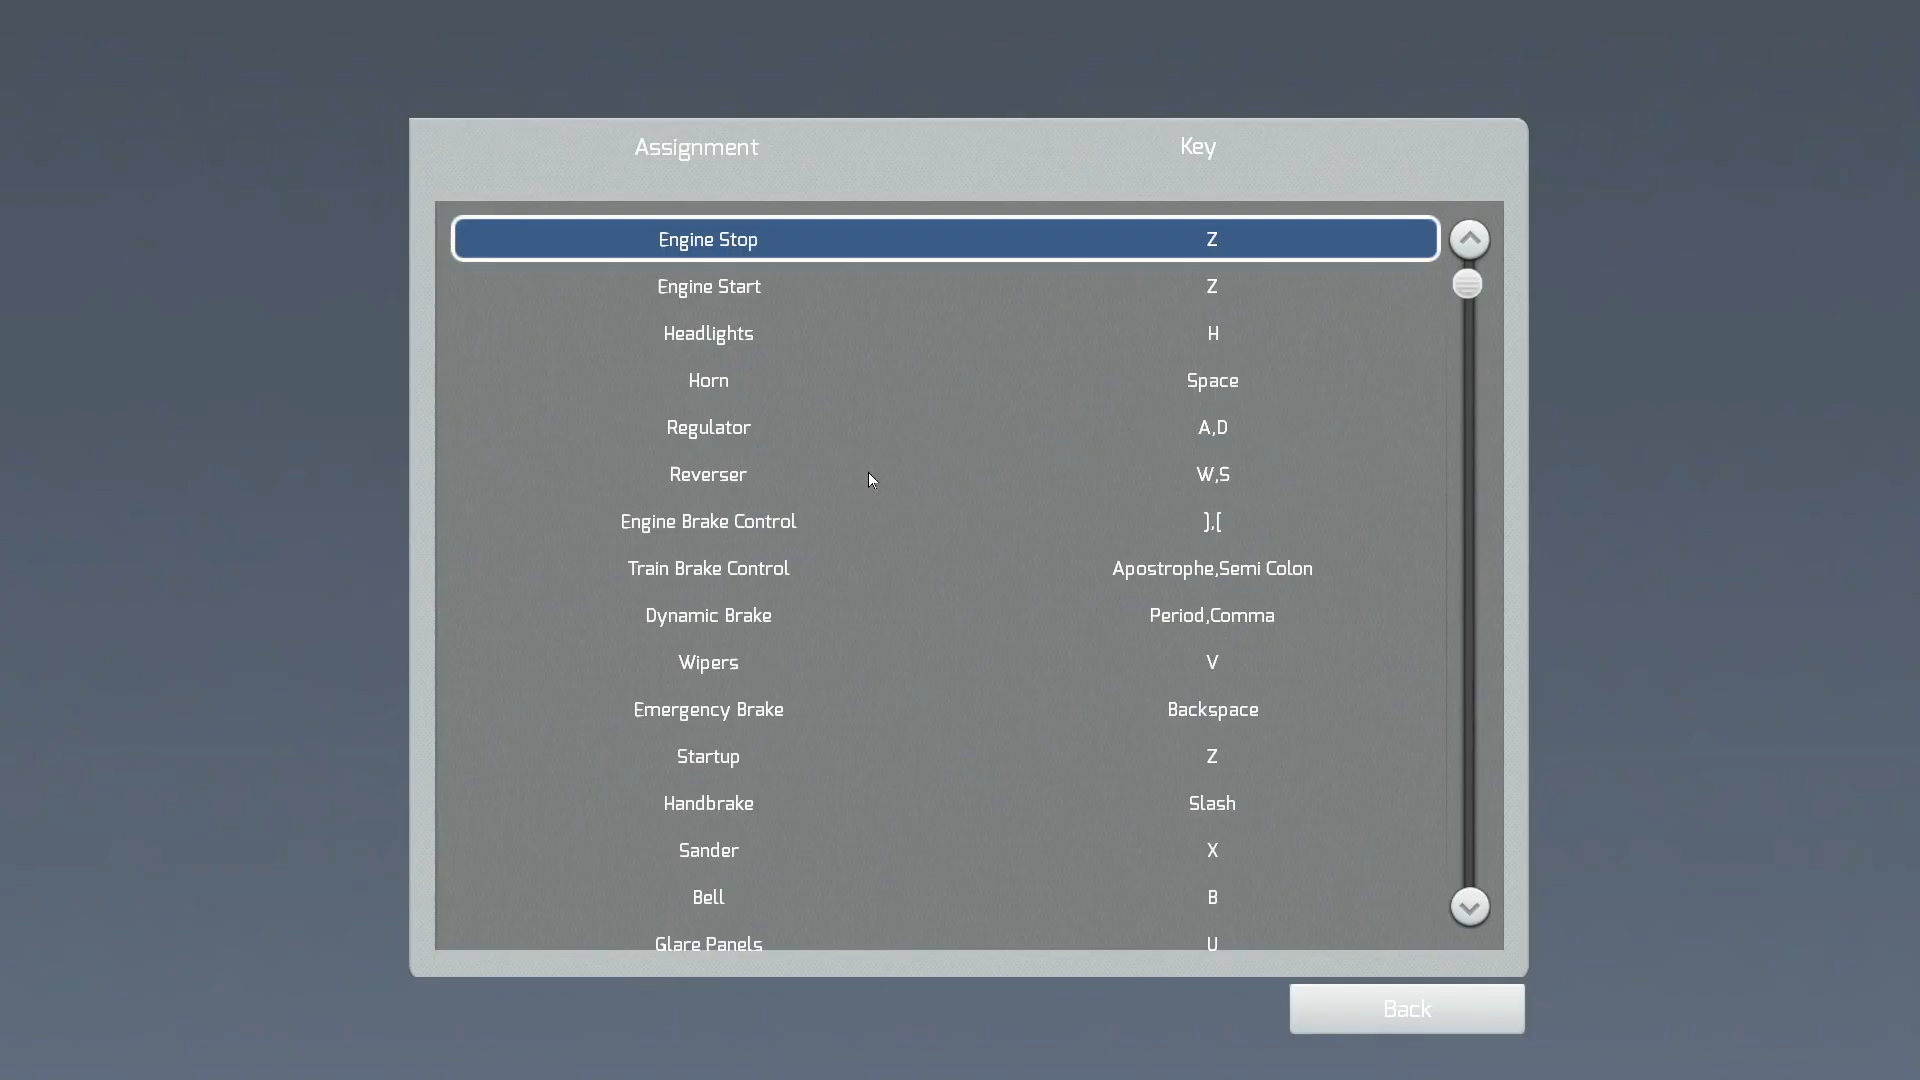 Assignment Key
Engine Stop Z
Engine Start Z
Headlights H
Horn Space
Regulator A,D
Reverser W,S
Engine Brake Control ],[
Train Brake Control Apostrophe,Semi Colon
Dynamic Brake Period,Comma
Wipers V
Emergency Brake Backspace
Startup Z
Handbrake Slash
Sander X
Bell B
Glare Panels U
Back